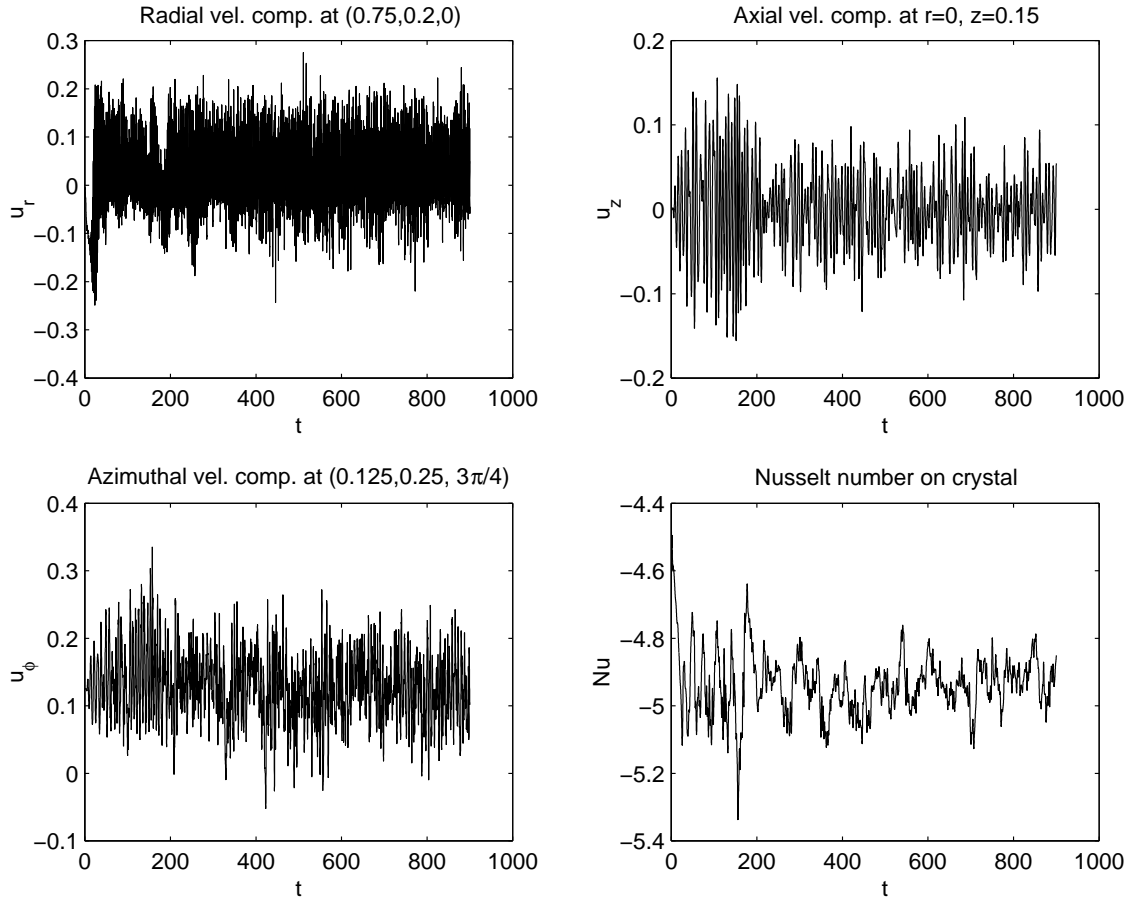 Radial vel. comp. at (0.75,0.2,0)
0.3
0.2
0.1
0
−0.1
−0.2
−0.3
−0.4
u_r
0 200 400 600 800 1000
t
Axial vel. comp. at r=0, z=0.15
0.2
0.1
0
−0.1
−0.2
u_z
0 200 400 600 800 1000
t
Azimuthal vel. comp. at (0.125,0.25, 3π/4)
0.4
0.3
0.2
0.1
0
−0.1
u_ϕ
0 200 400 600 800 1000
t
Nusselt number on crystal
−4.4
−4.6
−4.8
−5
−5.2
−5.4
Nu
0 200 400 600 800 1000
t